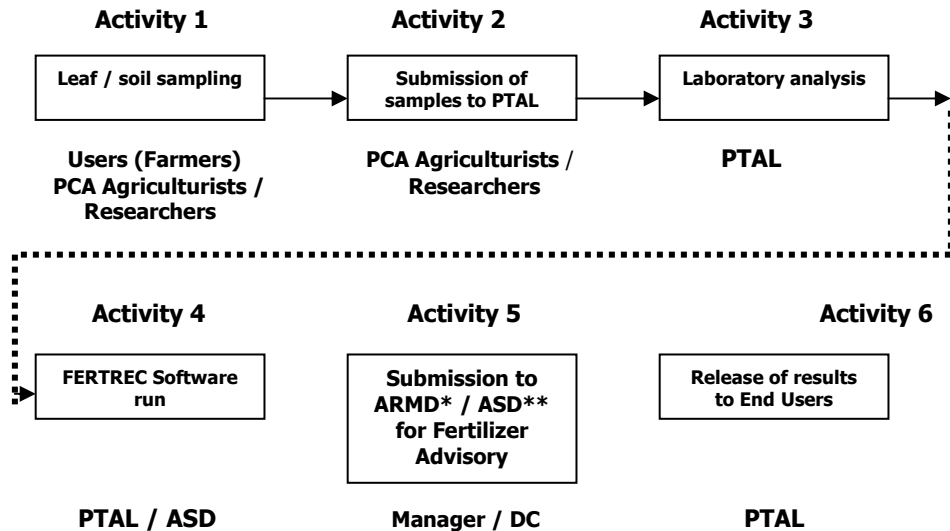 Activity 1
Activity 2
Activity 3
Leaf / soil sampling
Submission of
samples to PTAL
Laboratory analysis
Users (Farmers)
PCA Agriculturists /
Researchers
PCA Agriculturists /
Researchers
PTAL
Activity 4
Activity 5
Activity 6
FERTREC Software
run
Submission to
ARMD* / ASD**
for Fertilizer
Advisory
Release of results
to End Users
PTAL / ASD
Manager / DC
PTAL